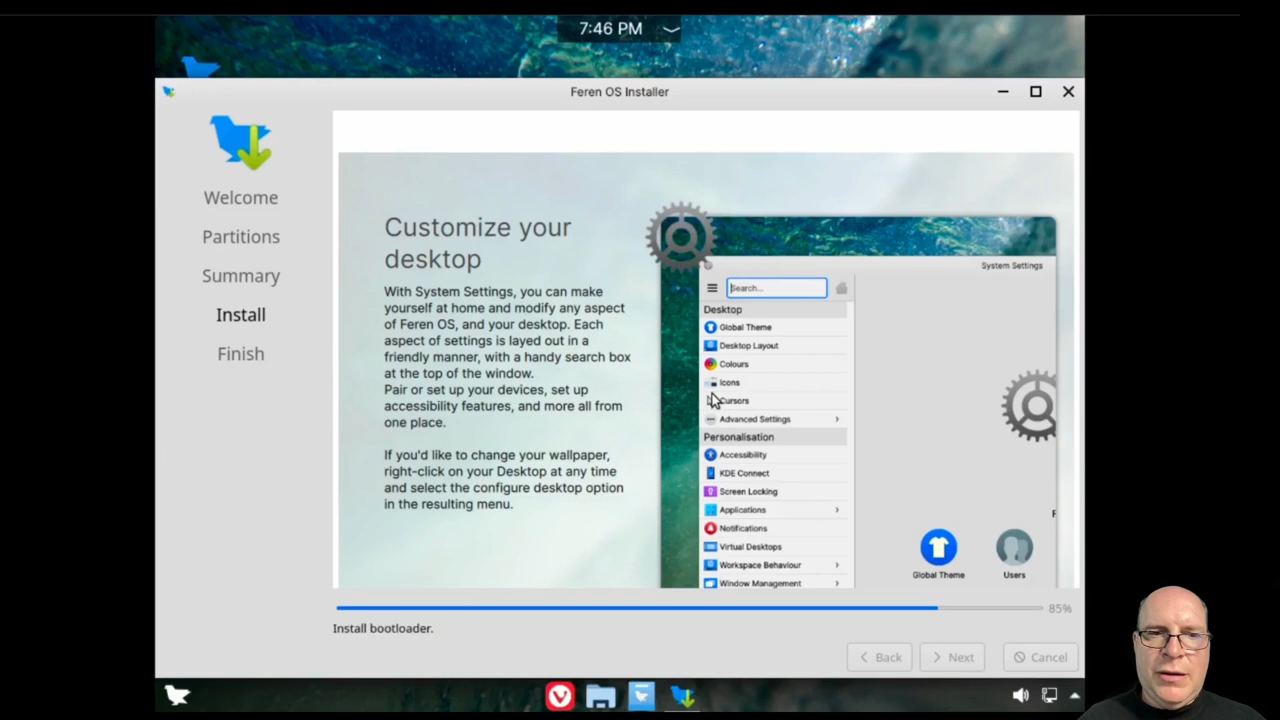 7:46 PM
Feren OS Installer
Welcome
Partitions
Summary
Install
Finish
Customize your
desktop
With System Settings, you can make
yourself at home and modify any aspect
of Feren OS, and your desktop. Each
aspect of settings is layed out in a
friendly manner, with a handy search box
at the top of the window.
Pair or set up your devices, set up
accessibility features, and more all from
one place.
If you'd like to change your wallpaper,
right-click on your Desktop at any time
and select the configure desktop option
in the resulting menu.
System Settings
Search...
Desktop
Global Theme
Desktop Layout
Colours
Icons
Cursors
Advanced Settings
Personalisation
Accessibility
KDE Connect
Screen Locking
Applications
Notifications
Virtual Desktops
Workspace Behaviour
Window Management
F
Global Theme
Users
85%
Install bootloader.
Back
Next
Cancel